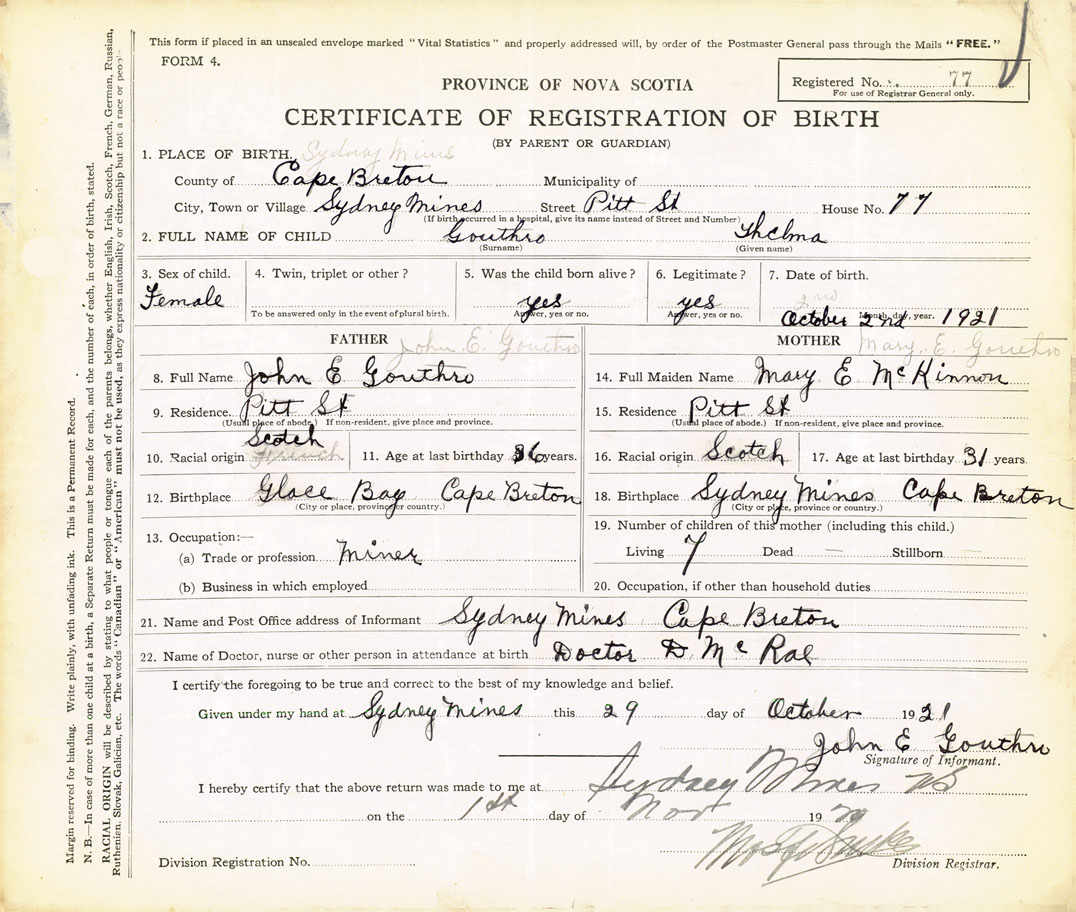 This form if placed in an unsealed envelope marked "Vital Statistics" and properly addressed will, by order of the Postmaster General pass through the Mails "FREE."
FORM 4.
Registered No. 77
For use of Registrar General only.
PROVINCE OF NOVA SCOTIA
CERTIFICATE OF REGISTRATION OF BIRTH
(BY PARENT OR GUARDIAN)
1. PLACE OF BIRTH. Sydney Mines
County of Cape Breton Municipality of
City, Town or Village Sydney Mines Street Pitt St House No. 77
(If birth occurred in a hospital, give its name instead of Street and Number)
2. FULL NAME OF CHILD Gouthro Thelma
(Surname) (Given name)
3. Sex of child. 4. Twin, triplet or other? 5. Was the child born alive? 6. Legitimate? 7. Date of birth.
2nd
Female yes yes
To be answered only in the event of plural birth. Answer, yes or no. Answer, yes or no. Month, day, year.
October 2nd 1921
FATHER John E. Gouthro MOTHER Mary. E. Gouthro
8. Full Name John E Gouthro 14. Full Maiden Name Mary E McKinnon
9. Residence. Pitt St 15. Residence Pitt St
(Usual place of abode.) If non-resident, give place and province. (Usual place of abode.) If non-resident, give place and province.
Scotch
10. Racial origin French 11. Age at last birthday 36 years. 16. Racial origin Scotch 17. Age at last birthday 31 years.
12. Birthplace Glace Bay Cape Breton 18. Birthplace Sydney Mines Cape Breton
(City or place, province or country.) (City or place, province or country.)
13. Occupation:— 19. Number of children of this mother (including this child.)
(a) Trade or profession Miner Living 7 Dead — Stillborn —
(b) Business in which employed 20. Occupation, if other than household duties
21. Name and Post Office address of Informant Sydney Mines Cape Breton
22. Name of Doctor, nurse or other person in attendance at birth Doctor D McRae
I certify the foregoing to be true and correct to the best of my knowledge and belief.
Given under my hand at Sydney Mines this 29 day of October 1921
John E Gouthro
Signature of Informant.
I hereby certify that the above return was made to me at Sydney Mines NS
on the 1st day of Nov 19
Division Registration No.
Division Registrar.
Margin reserved for binding. Write plainly, with unfading ink. This is a Permanent Record.
N. B.—In case of more than one child at a birth, a Separate Return must be made for each, and the number of each, in order of birth, stated.
RACIAL ORIGIN will be described by stating to what people or tongue each of the parents belongs, whether English, Irish, Scotch, French, German, Russian,
Ruthenian, Slovak, Galician, etc. The words "Canadian" or "American" must not be used, as they express nationality or citizenship but not a race or people